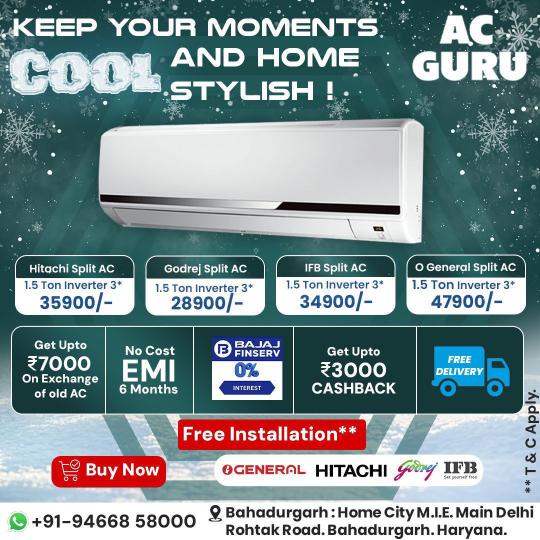 KEEP YOUR MOMENTS
COOL AND HOME
STYLISH !
AC
GURU
Hitachi Split AC
1.5 Ton Inverter 3*
35900/-
Godrej Split AC
1.5 Ton Inverter 3*
28900/-
IFB Split AC
1.5 Ton Inverter 3*
34900/-
O General Split AC
1.5 Ton Inverter 3*
47900/-
Get Upto
₹7000
On Exchange
of old AC
No Cost
EMI
6 Months
B BAJAJ
FINSERV
0%
INTEREST
Get Upto
₹3000
CASHBACK
FREE
DELIVERY
** T & C Apply.
Free Installation**
Buy Now
O GENERAL HITACHI Godrej IFB
Set yourself free
+91-94668 58000
Bahadurgarh : Home City M.I.E. Main Delhi
Rohtak Road. Bahadurgarh. Haryana.